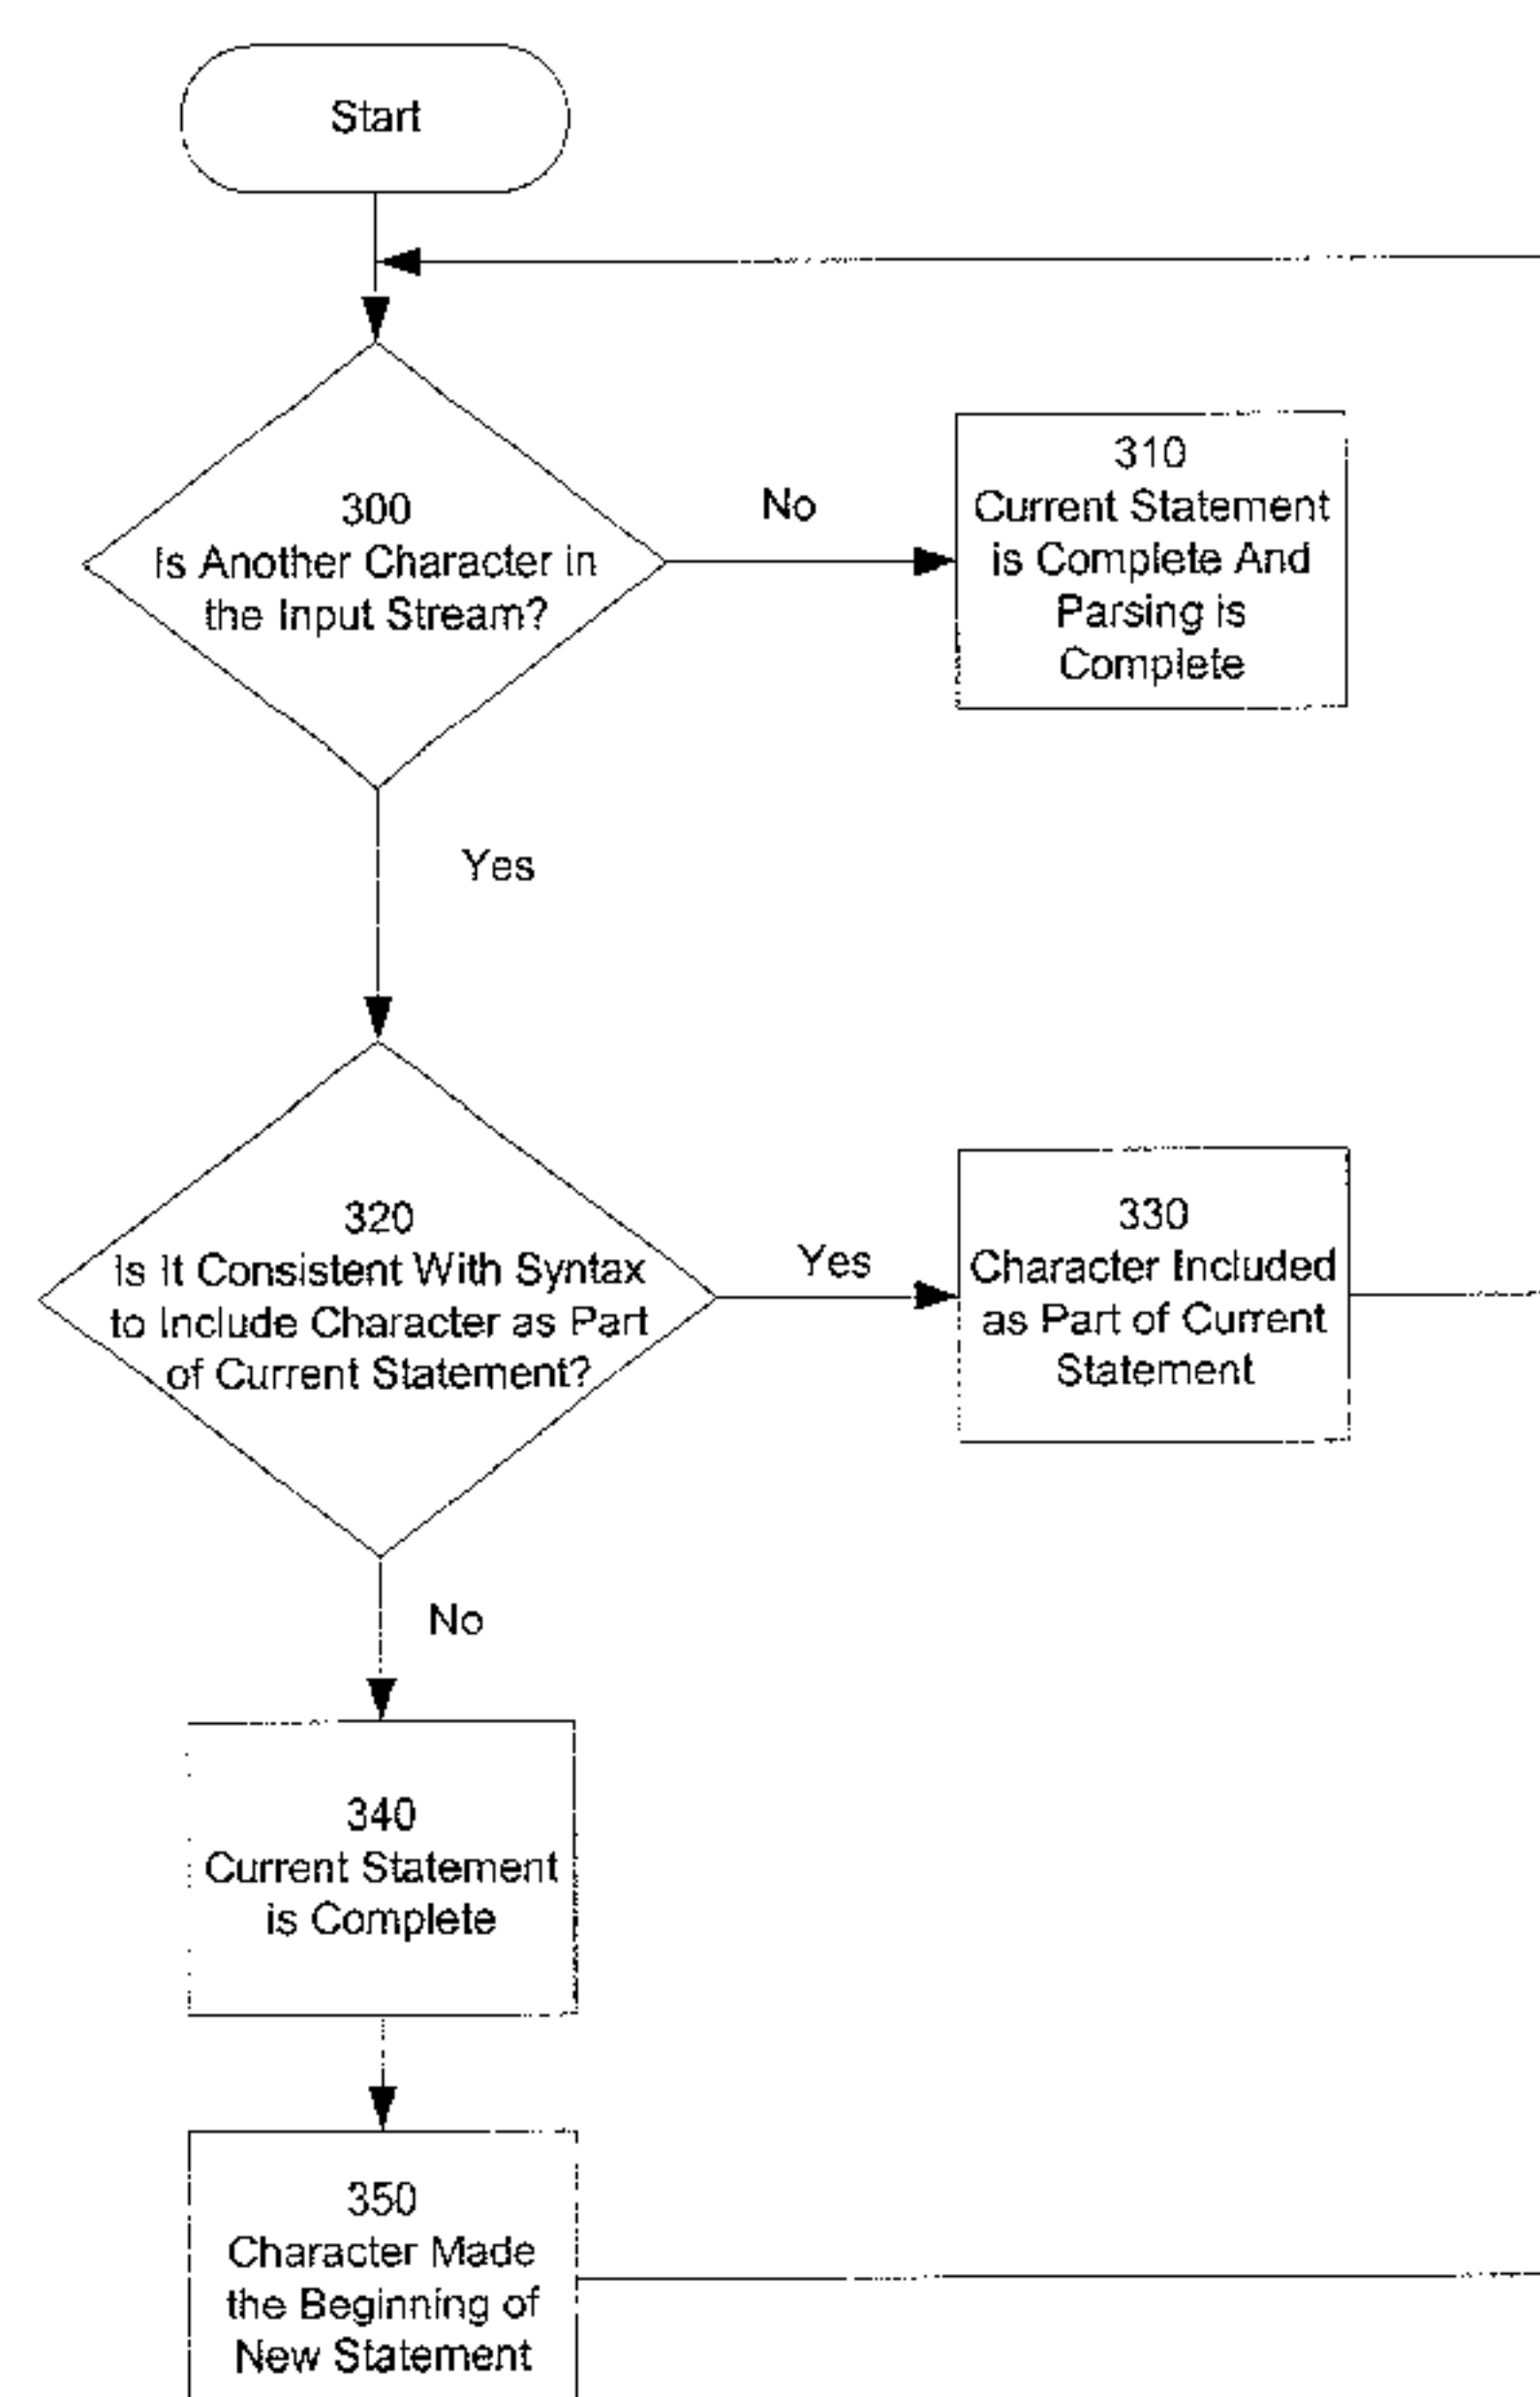 Start
300
Is Another Character in
the Input Stream?
No
310
Current Statement
is Complete And
Parsing is
Complete
Yes
320
Is It Consistent With Syntax
to Include Character as Part
of Current Statement?
Yes
330
Character Included
as Part of Current
Statement
No
340
Current Statement
is Complete
350
Character Made
the Beginning of
New Statement